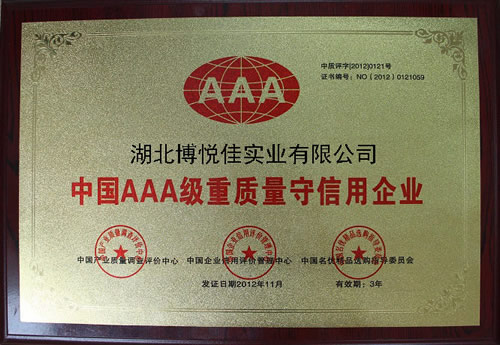 中质评字[2012]0121号
证书编号：NO（2012）0121059
AAA
湖北博悦佳实业有限公司
中国AAA级重质量守信用企业
中国产业质量调查评价中心 中国企业信用评价管理中心 中国名优精品选购指导委员会
发证日期2012年11月 有效期：3年